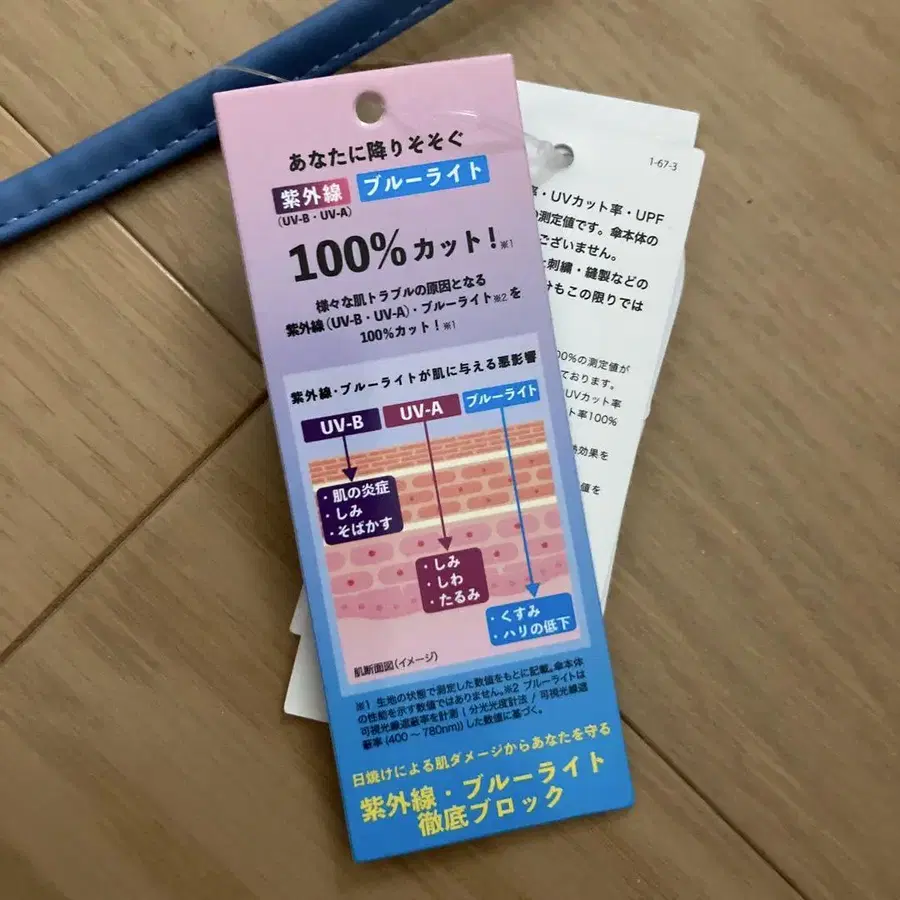 あなたに降りそそぐ
紫外線 ブルーライト
(UV-B・UV-A)
100%カット!※1
様々な肌トラブルの原因となる
紫外線(UV-B・UV-A)・ブルーライト※2を
100%カット!※1
紫外線・ブルーライトが肌に与える悪影響
UV-B UV-A ブルーライト
・肌の炎症
・しみ
・そばかす
・しみ
・しわ
・たるみ
・くすみ
・ハリの低下
肌断面図(イメージ)
※1 生地の状態で測定した数値をもとに記載。傘本体
の性能を示す数値ではありません。※2 ブルーライトは
可視光線遮蔽率を計測(分光光度計法/可視光線遮
蔽率(400～780nm))した数値に基づく。
日焼けによる肌ダメージからあなたを守る
紫外線・ブルーライト
徹底ブロック
1-67-3
・UVカット率・UPF
測定値です。傘本体の
ございません。
刺繍・縫製などの
もこの限りでは
00%の測定値が
ております。
UVカット率
ト率100%
効果を
値を